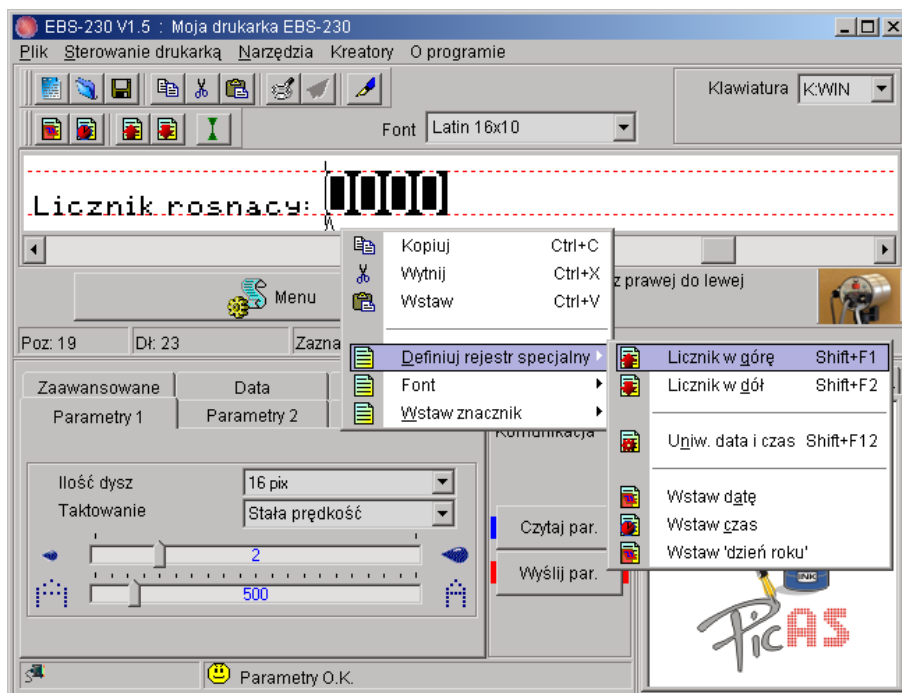 EBS-230 V1.5 : Moja drukarka EBS-230
Plik Sterowanie drukarką Narzędzia Kreatory O programie
Klawiatura K:WIN
Font Latin 16x10
Licznik rosnacy:
Kopiuj Ctrl+C
Wytnij Ctrl+X
Wstaw Ctrl+V
Definiuj rejestr specjalny
Font
Wstaw znacznik
z prawej do lewej
Menu
Poz: 19 Dł: 23 Zazna
Licznik w górę Shift+F1
Licznik w dół Shift+F2
Uniw. data i czas Shift+F12
Wstaw datę
Wstaw czas
Wstaw 'dzień roku'
Zaawansowane Data
Parametry 1 Parametry 2
Komunikacja
Ilość dysz 16 pix
Taktowanie Stała prędkość
2
500
Czytaj par.
Wyślij par.
INK
PicAS
Parametry O.K.